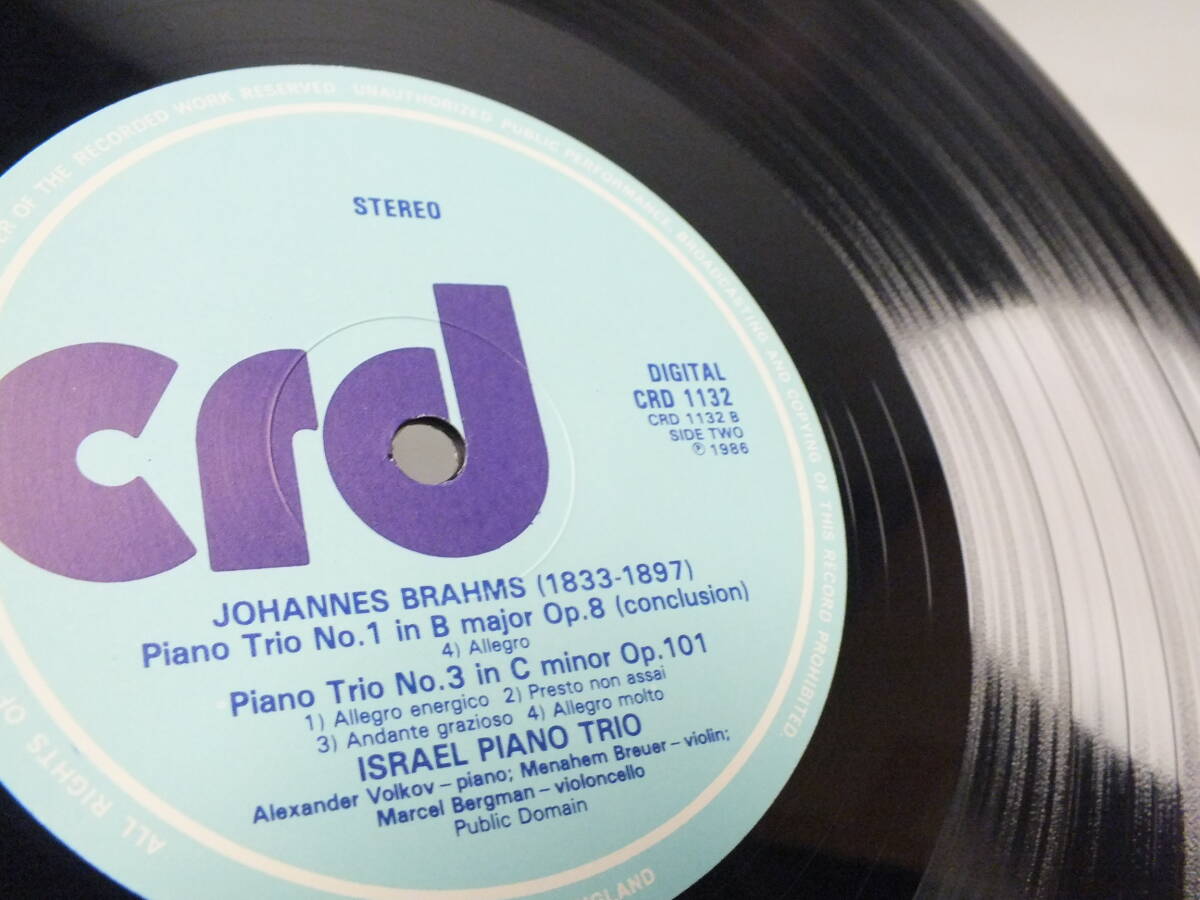 ER OF THE RECORDED WORK RESERVED UNAUTHORIZED PUBLIC PERFORMANCE, BROADCASTING AND COPYING OF THIS RECORD PROHIBITED.
STEREO
crd
DIGITAL
CRD 1132
CRD 1132 B
SIDE TWO
℗ 1986
JOHANNES BRAHMS (1833-1897)
Piano Trio No.1 in B major Op.8 (conclusion)
4) Allegro
Piano Trio No.3 in C minor Op.101
1) Allegro energico 2) Presto non assai
3) Andante grazioso 4) Allegro molto
ISRAEL PIANO TRIO
Alexander Volkov – piano; Menahem Breuer – violin;
Marcel Bergman – violoncello
Public Domain
ALL RIGHTS OF
NGLAND